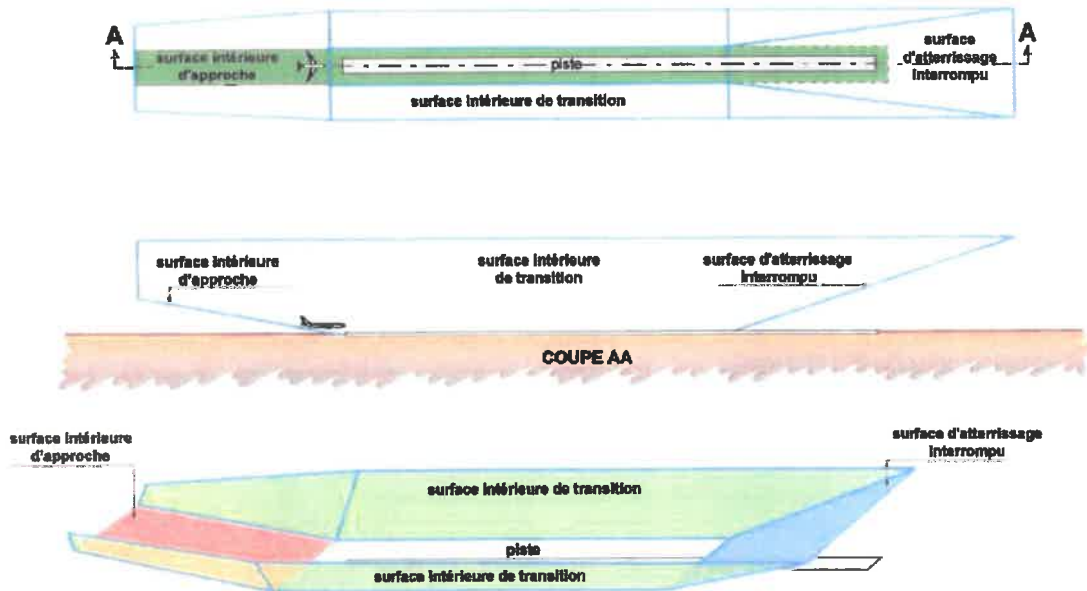 A
surface intérieure
d'approche
piste
surface intérieure de transition
surface
d'atterrissage
interrompu
A
surface intérieure
d'approche
surface intérieure
de transition
surface d'atterrissage
interrompu
COUPE AA
surface intérieure
d'approche
surface d'atterrissage
interrompu
surface intérieure de transition
piste
surface intérieure de transition